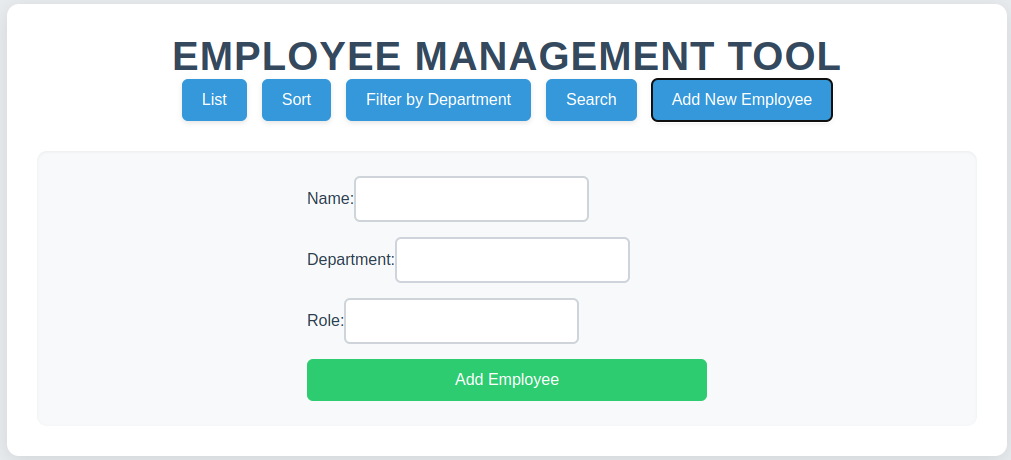 EMPLOYEE MANAGEMENT TOOL
List Sort Filter by Department Search Add New Employee
Name:
Department:
Role:
Add Employee